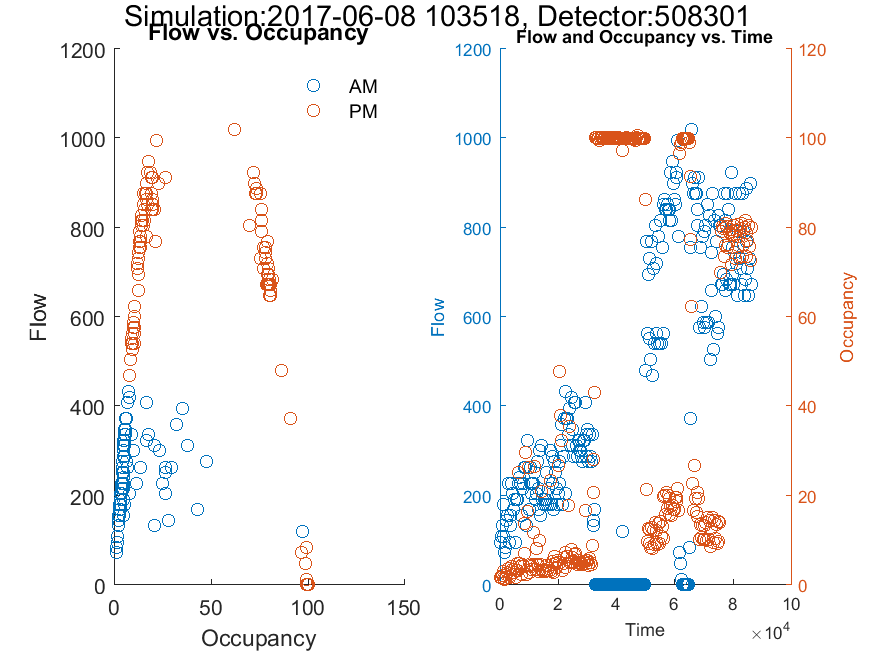 Simulation:2017-06-08 103518, Detector:508301
Flow vs. Occupancy
1200
1000
800
600
400
200
0
0 50 100 150
Flow
Occupancy
AM
PM
Flow and Occupancy vs. Time
1200
1000
800
600
400
200
0
Flow
0 2 4 6 8 10
×10⁴
Time
120
100
80
60
40
20
0
Occupancy